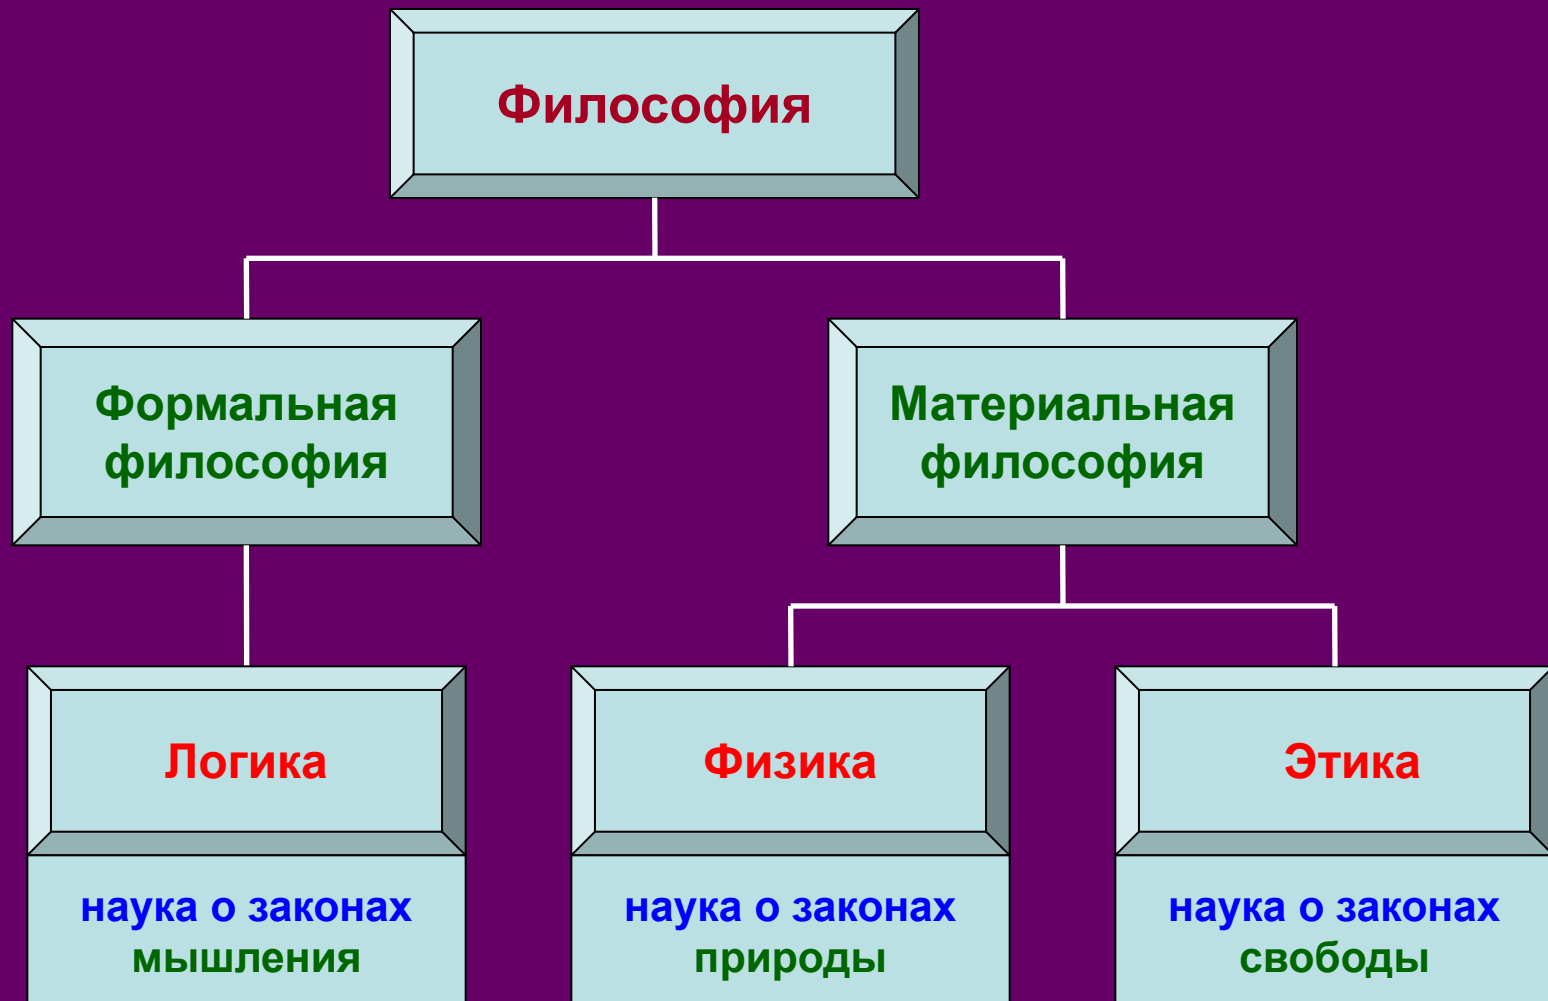 Философия
Формальная
философия
Материальная
философия
Логика
Физика
Этика
наука о законах
мышления
наука о законах
природы
наука о законах
свободы